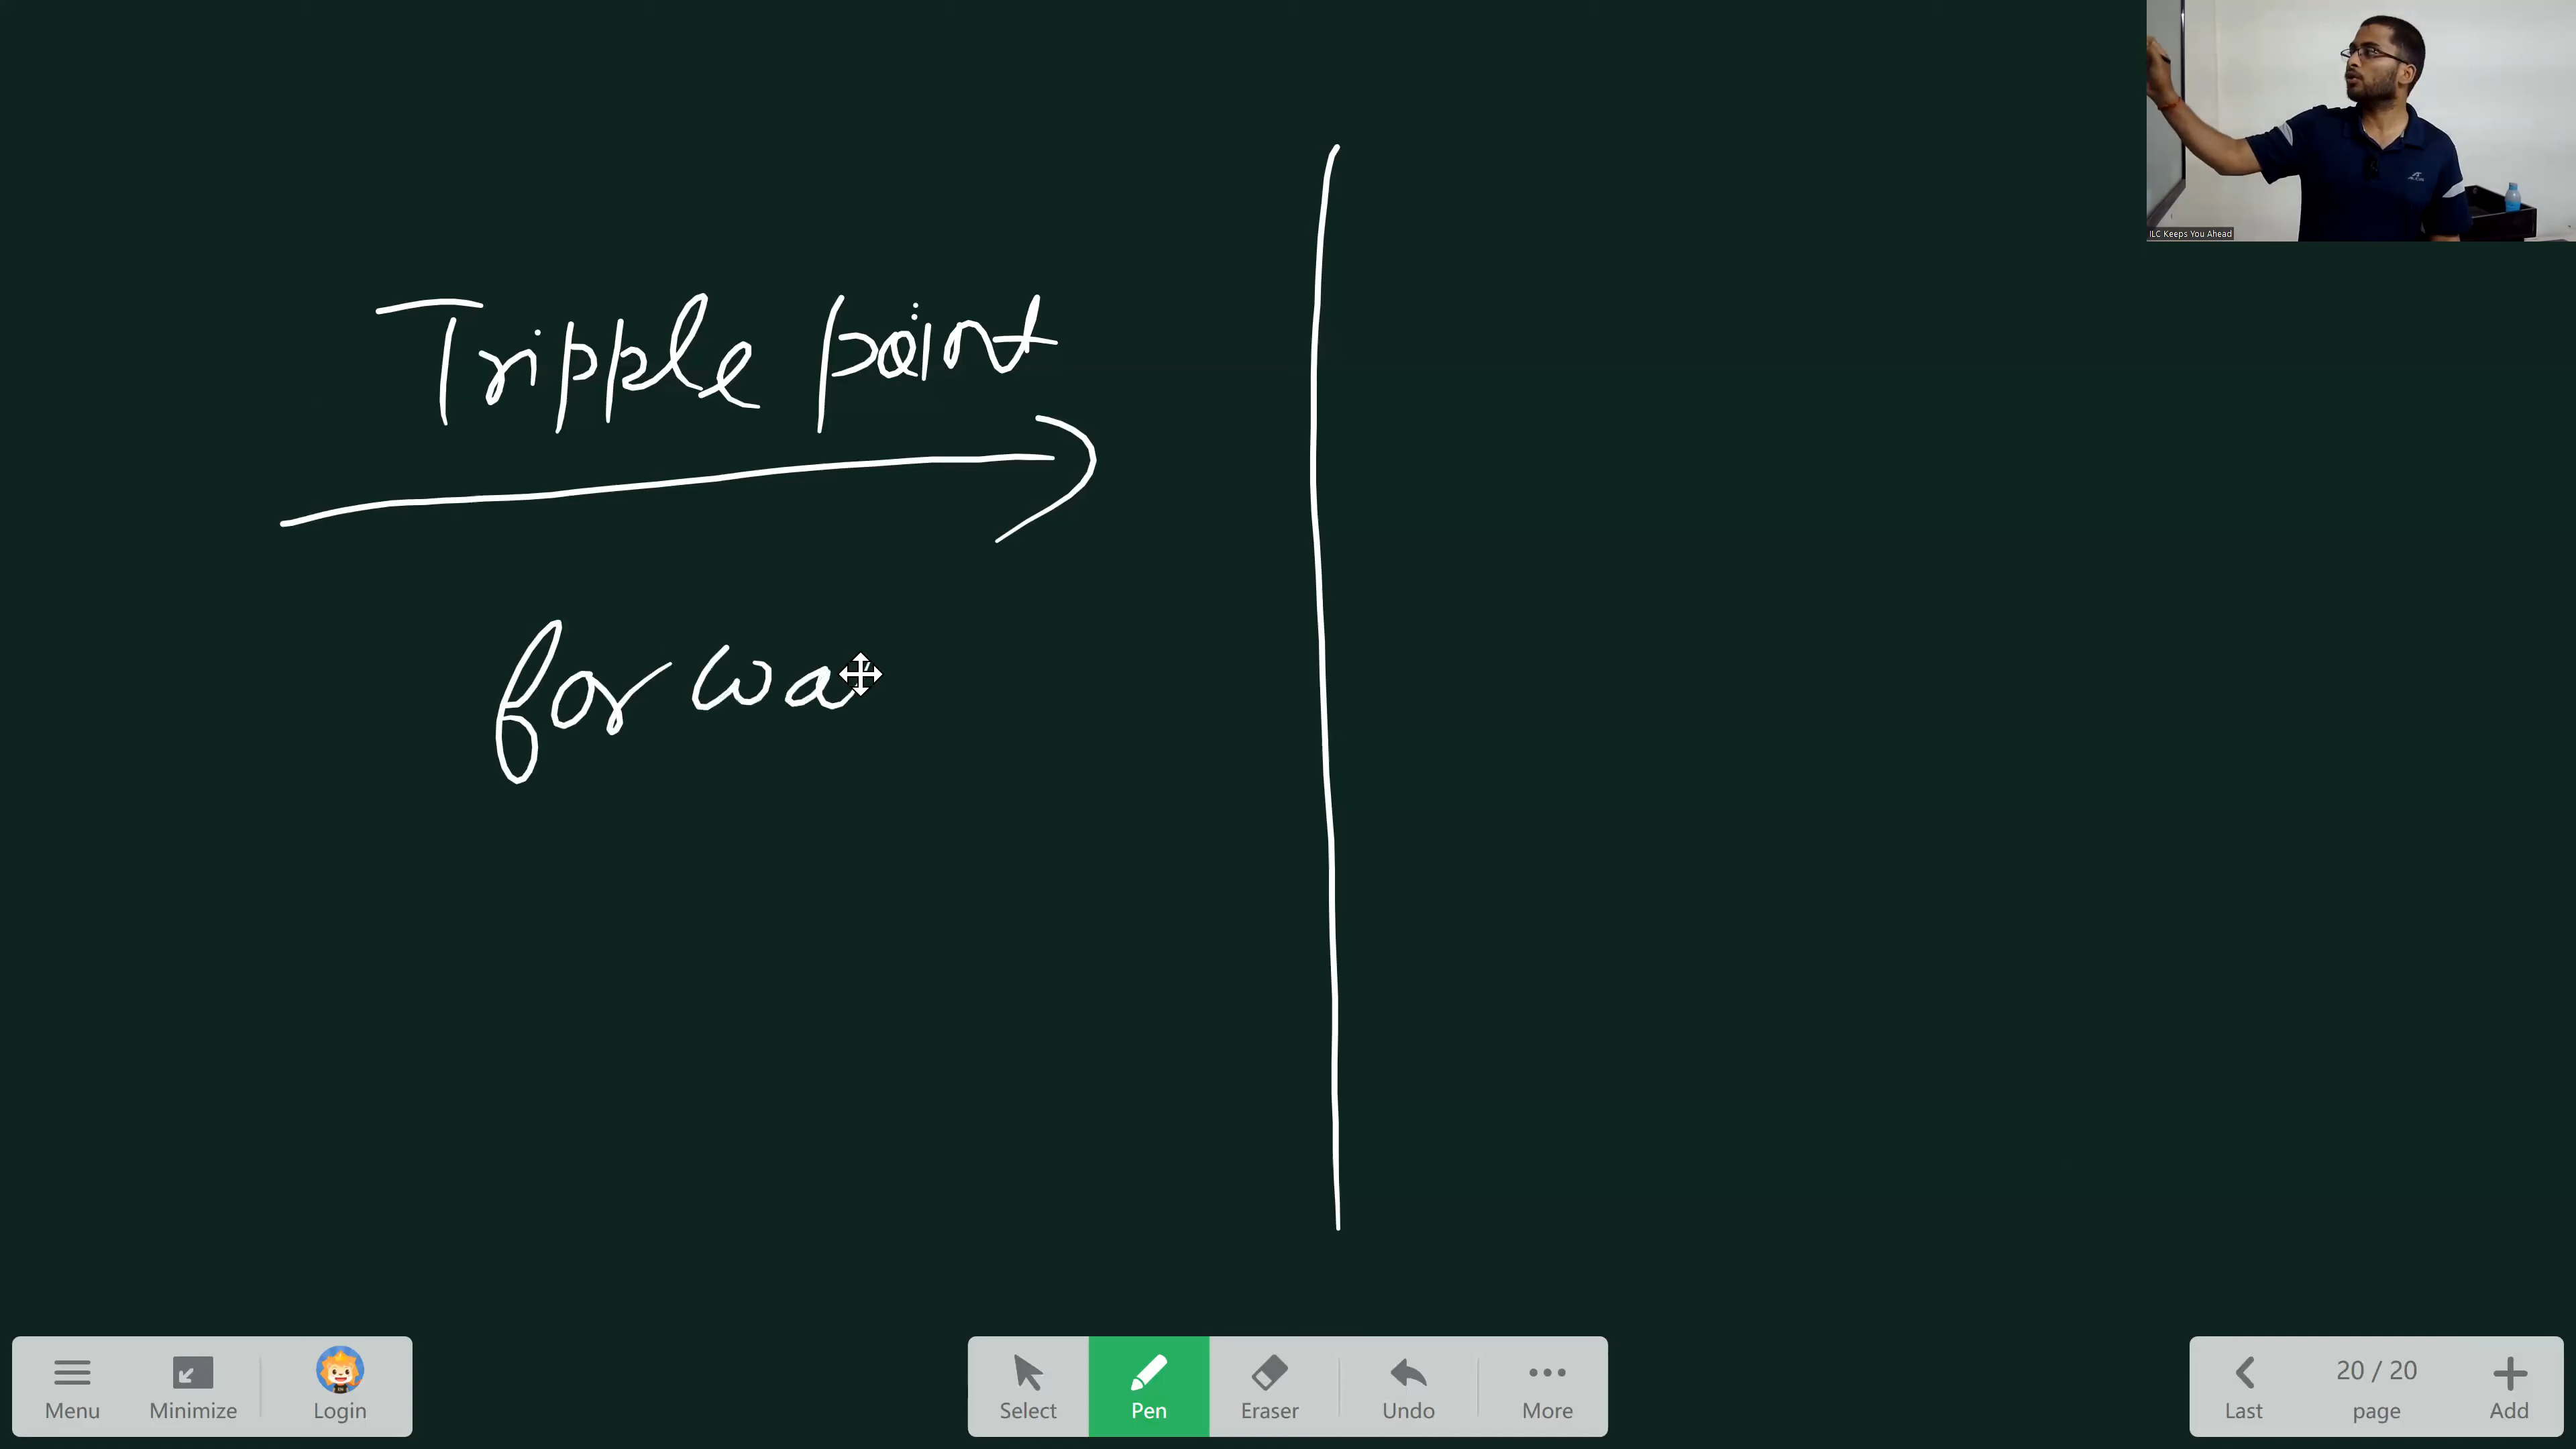 ILC Keeps You Ahead
Tripple point
for wa
Menu
Minimize
Login
Select
Pen
Eraser
Undo
More
Last
20 / 20
page
Add